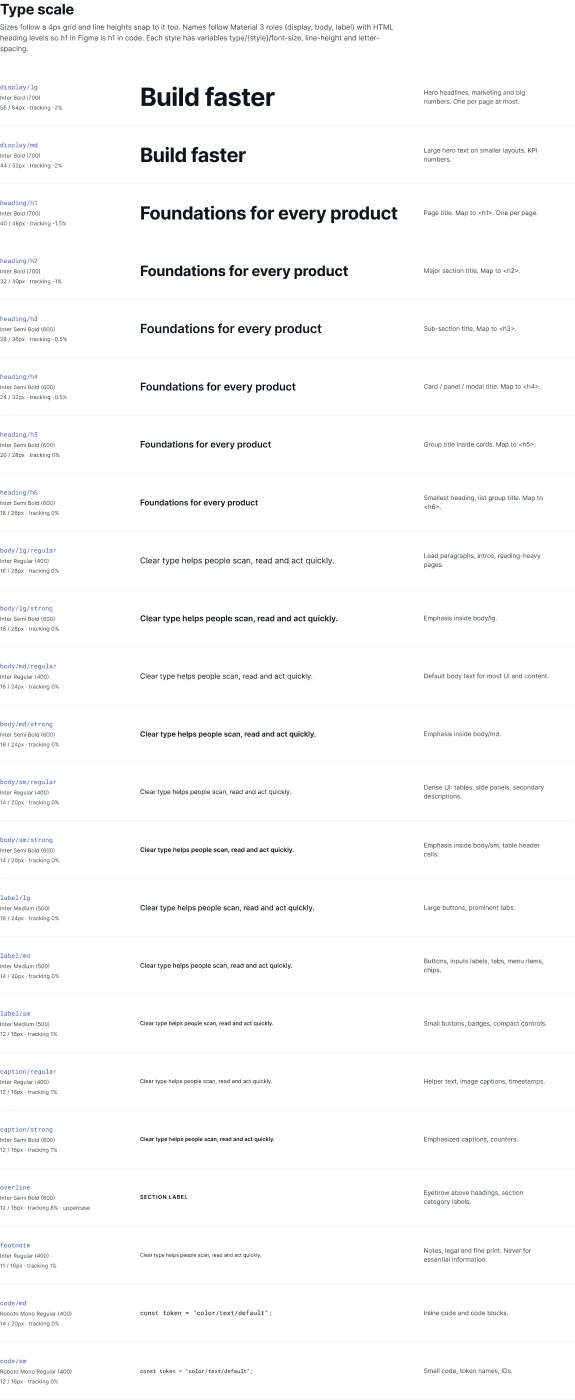 Type scale
Sizes follow a 4px grid and line heights snap to it too. Names follow Material 3 roles (display, body, label) with HTML
heading levels so h1 in Figma is h1 in code. Each style has variables type/{style}/font-size, line-height and letter-
spacing.
display/lg
Inter Bold (700)
56 / 64px · tracking -2%
Build faster
Hero headlines, marketing and big
numbers. One per page at most.
display/md
Inter Bold (700)
44 / 52px · tracking -2%
Build faster
Large hero text on smaller layouts, KPI
numbers.
heading/h1
Inter Bold (700)
40 / 48px · tracking -1.5%
Foundations for every product
Page title. Map to <h1>. One per page.
heading/h2
Inter Bold (700)
32 / 40px · tracking -1%
Foundations for every product
Major section title. Map to <h2>.
heading/h3
Inter Semi Bold (600)
28 / 36px · tracking -0.5%
Foundations for every product
Sub-section title. Map to <h3>.
heading/h4
Inter Semi Bold (600)
24 / 32px · tracking -0.5%
Foundations for every product
Card / panel / modal title. Map to <h4>.
heading/h5
Inter Semi Bold (600)
20 / 28px · tracking 0%
Foundations for every product
Group title inside cards. Map to <h5>.
heading/h6
Inter Semi Bold (600)
18 / 26px · tracking 0%
Foundations for every product
Smallest heading, list group title. Map to
<h6>.
body/lg/regular
Inter Regular (400)
18 / 28px · tracking 0%
Clear type helps people scan, read and act quickly.
Lead paragraphs, intros, reading-heavy
pages.
body/lg/strong
Inter Semi Bold (600)
18 / 28px · tracking 0%
Clear type helps people scan, read and act quickly.
Emphasis inside body/lg.
body/md/regular
Inter Regular (400)
16 / 24px · tracking 0%
Clear type helps people scan, read and act quickly.
Default body text for most UI and content.
body/md/strong
Inter Semi Bold (600)
16 / 24px · tracking 0%
Clear type helps people scan, read and act quickly.
Emphasis inside body/md.
body/sm/regular
Inter Regular (400)
14 / 20px · tracking 0%
Clear type helps people scan, read and act quickly.
Dense UI: tables, side panels, secondary
descriptions.
body/sm/strong
Inter Semi Bold (600)
14 / 20px · tracking 0%
Clear type helps people scan, read and act quickly.
Emphasis inside body/sm, table header
cells.
label/lg
Inter Medium (500)
16 / 24px · tracking 0%
Clear type helps people scan, read and act quickly.
Large buttons, prominent tabs.
label/md
Inter Medium (500)
14 / 20px · tracking 0%
Clear type helps people scan, read and act quickly.
Buttons, inputs labels, tabs, menu items,
chips.
label/sm
Inter Medium (500)
12 / 16px · tracking 1%
Clear type helps people scan, read and act quickly.
Small buttons, badges, compact controls.
caption/regular
Inter Regular (400)
12 / 16px · tracking 1%
Clear type helps people scan, read and act quickly.
Helper text, image captions, timestamps.
caption/strong
Inter Semi Bold (600)
12 / 16px · tracking 1%
Clear type helps people scan, read and act quickly.
Emphasized captions, counters.
overline
Inter Semi Bold (600)
12 / 16px · tracking 8% · uppercase
SECTION LABEL
Eyebrow above headings, section
category labels.
footnote
Inter Regular (400)
11 / 16px · tracking 1%
Clear type helps people scan, read and act quickly.
Notes, legal and fine print. Never for
essential information.
code/md
Roboto Mono Regular (400)
14 / 20px · tracking 0%
const token = "color/text/default";
Inline code and code blocks.
code/sm
Roboto Mono Regular (400)
12 / 16px · tracking 0%
const token = "color/text/default";
Small code, token names, IDs.